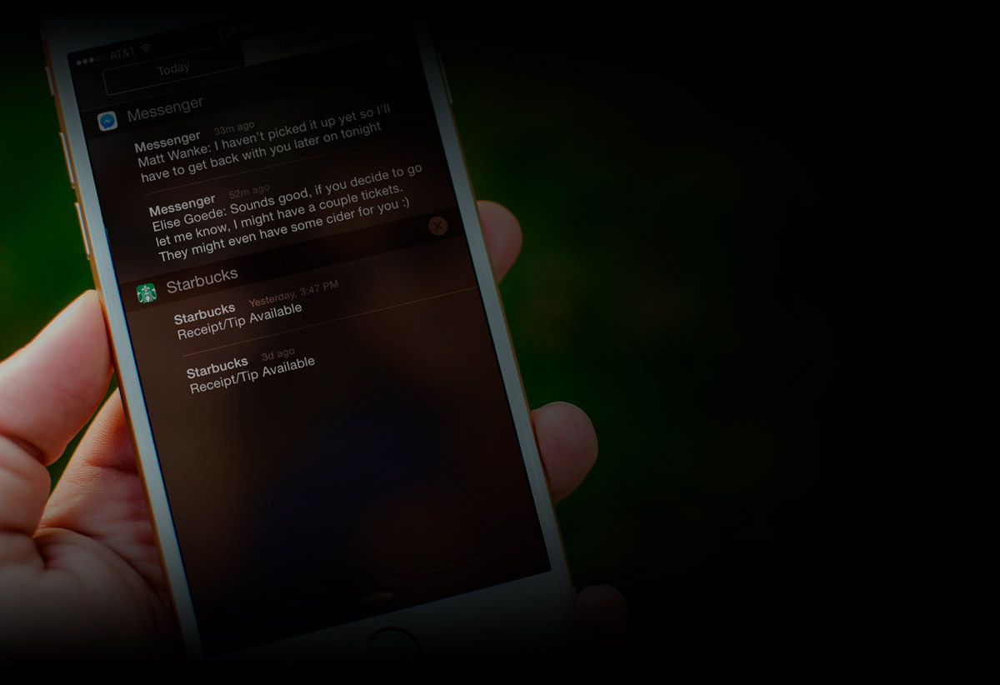 AT&T 1:58 PM
Today
Messenger
Messenger 33m ago
Matt Wanke: I haven't picked it up yet so I'll
have to get back with you later on tonight
Messenger 52m ago
Elise Goede: Sounds good, if you decide to go
let me know, I might have a couple tickets.
They might even have some cider for you :)
Starbucks
Starbucks Yesterday, 3:47 PM
Receipt/Tip Available
Starbucks 3d ago
Receipt/Tip Available